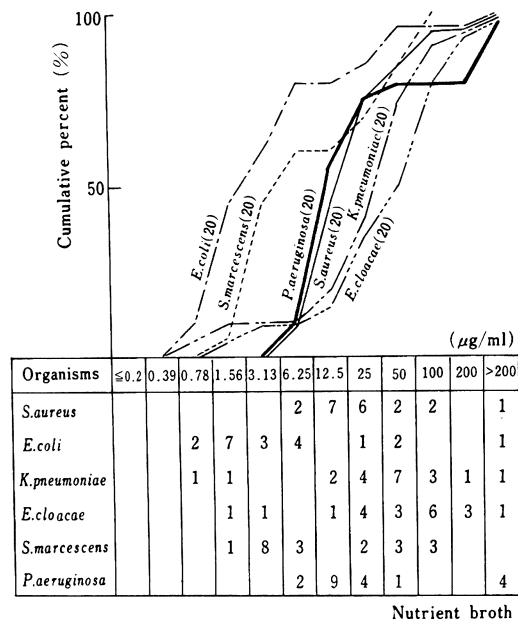 100
Cumulative percent (%)
50
E.coli(20)
S.marcescens(20)
P.aeruginosa(20)
S.aureus(20)
K.pneumoniac(20)
E.cloacae(20)
(μg/ml)
Organisms ≦0.2 0.39 0.78 1.56 3.13 6.25 12.5 25 50 100 200 >200
S.aureus 2 7 6 2 2 1
E.coli 2 7 3 4 1 2 1
K.pneumoniae 1 1 2 4 7 3 1 1
E.cloacae 1 1 1 4 3 6 3 1
S.marcescens 1 8 3 2 3 3
P.aeruginosa 2 9 4 1 4
Nutrient broth